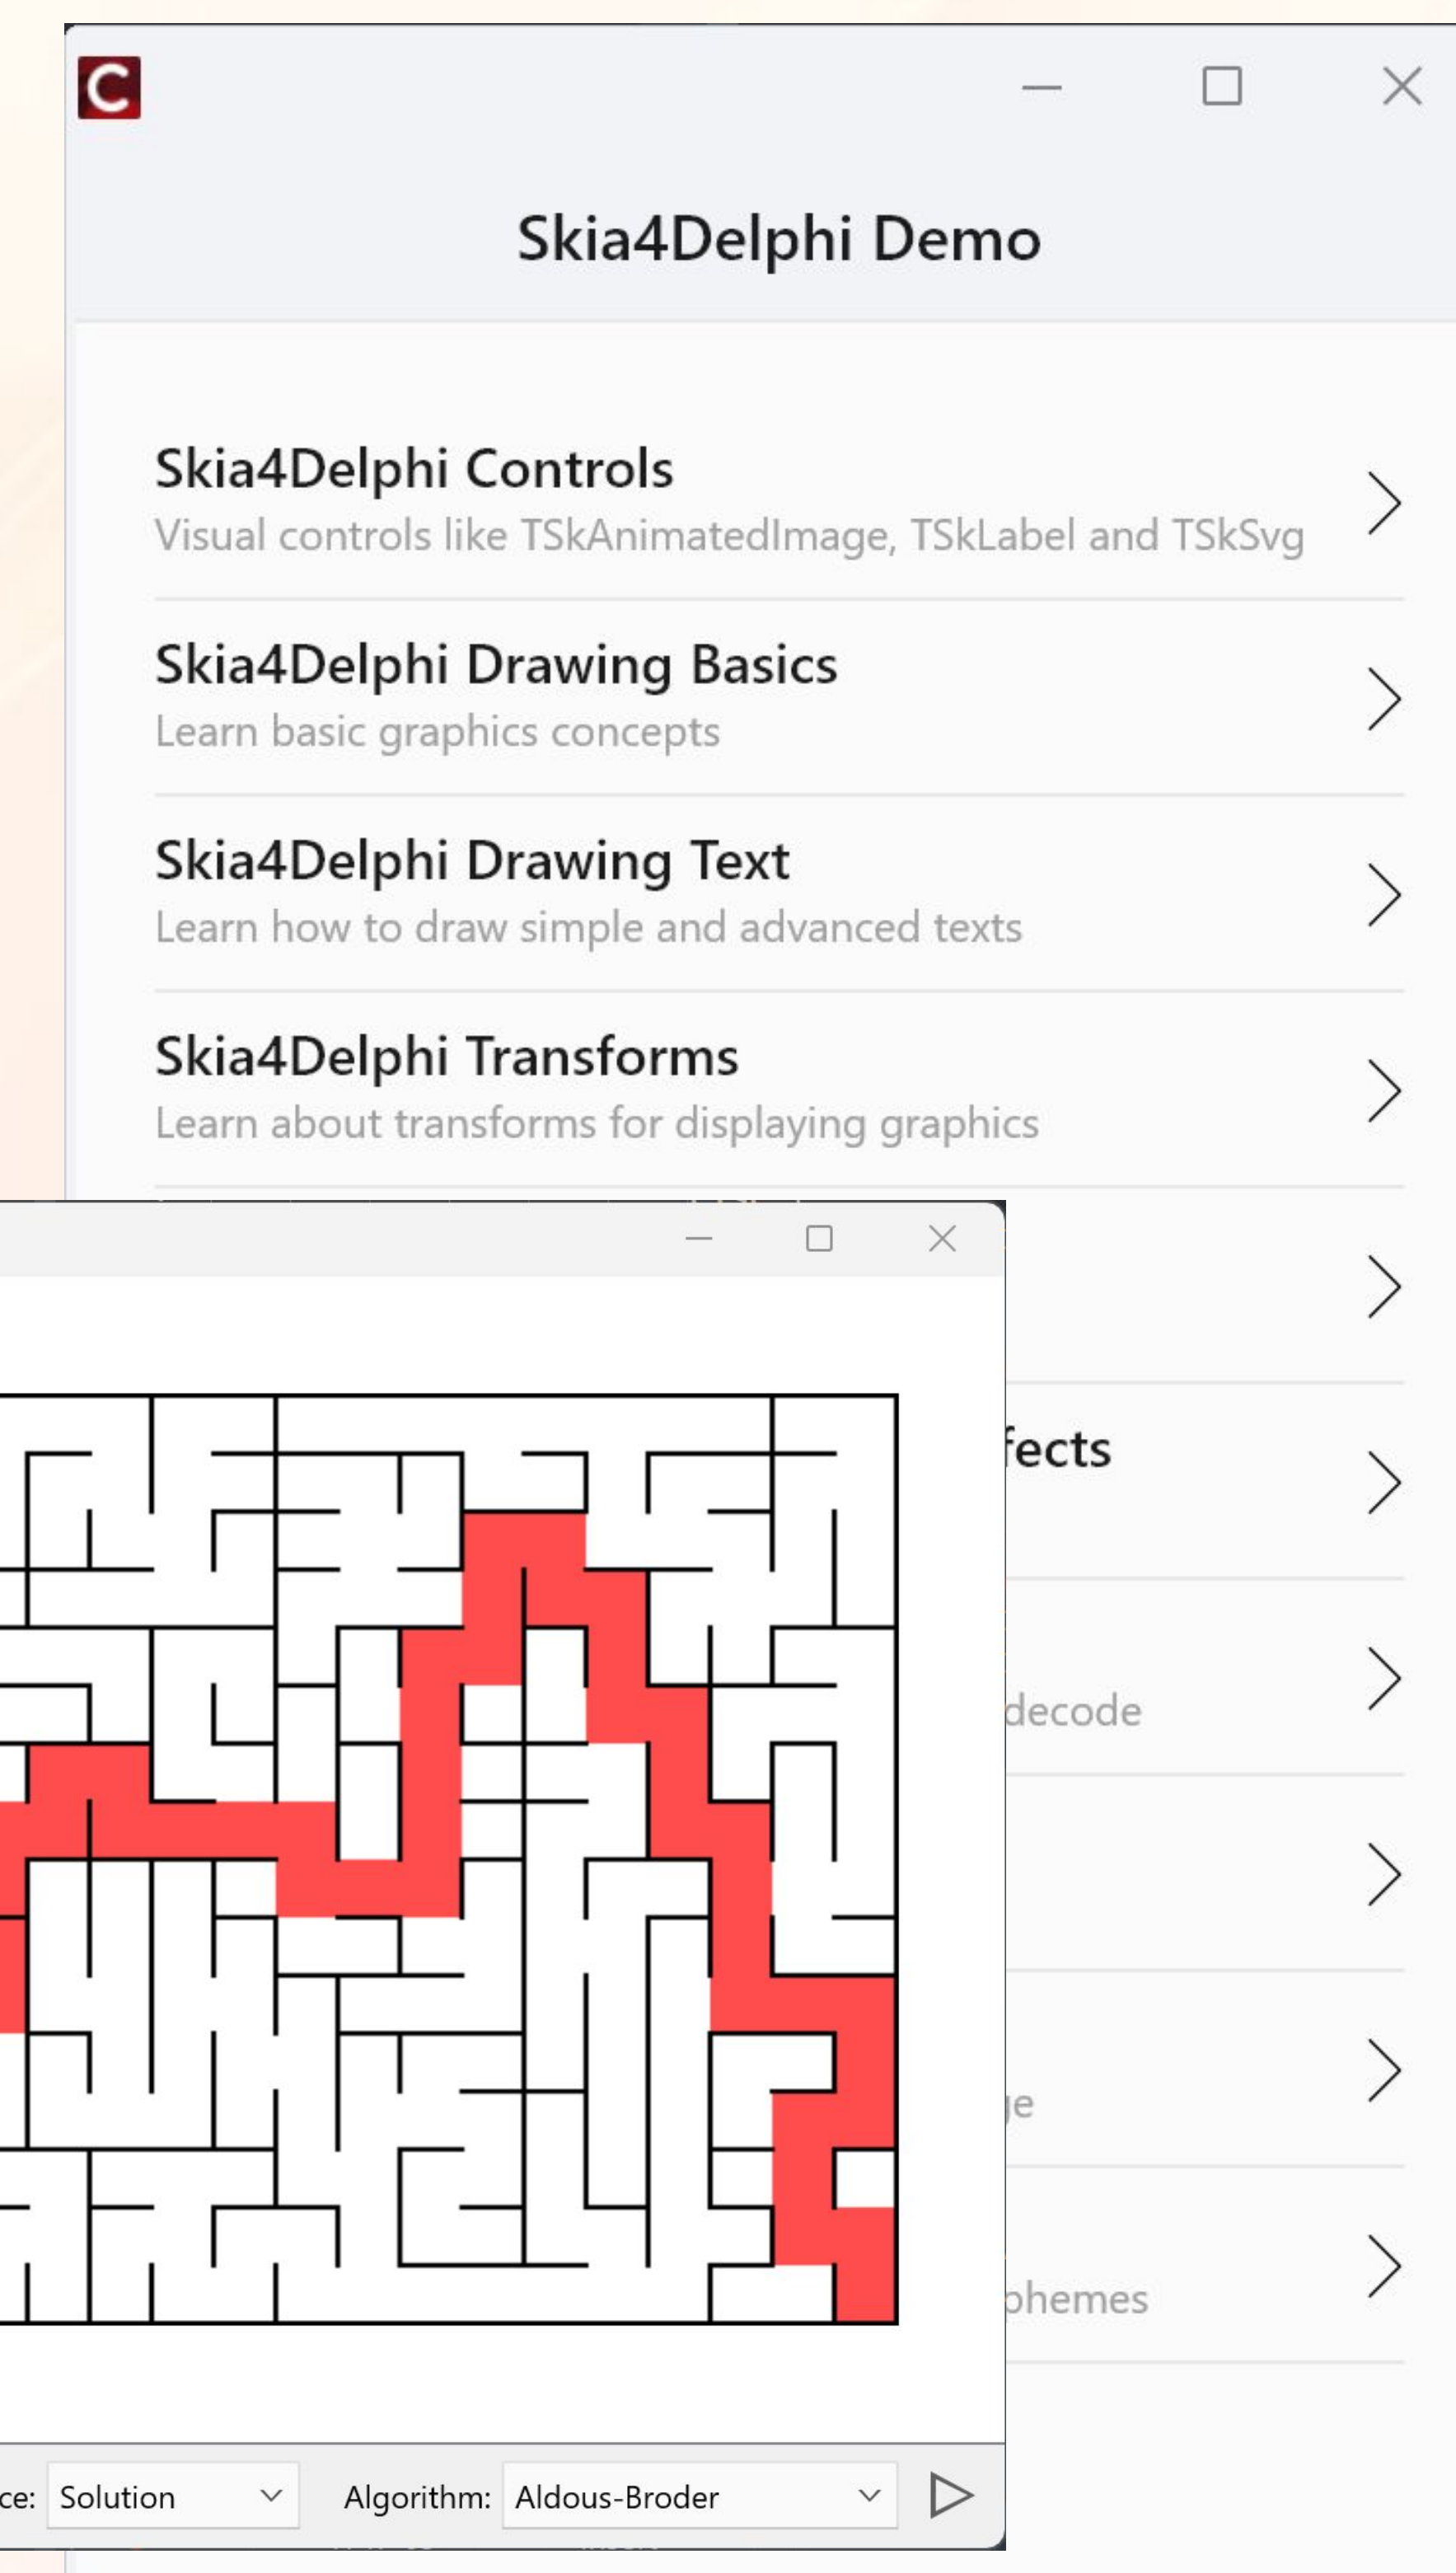 C
Skia4Delphi Demo
Skia4Delphi Controls
Visual controls like TSkAnimatedImage, TSkLabel and TSkSvg
Skia4Delphi Drawing Basics
Learn basic graphics concepts
Skia4Delphi Drawing Text
Learn how to draw simple and advanced texts
Skia4Delphi Transforms
Learn about transforms for displaying graphics
fects
decode
phemes
ce: Solution Algorithm: Aldous-Broder